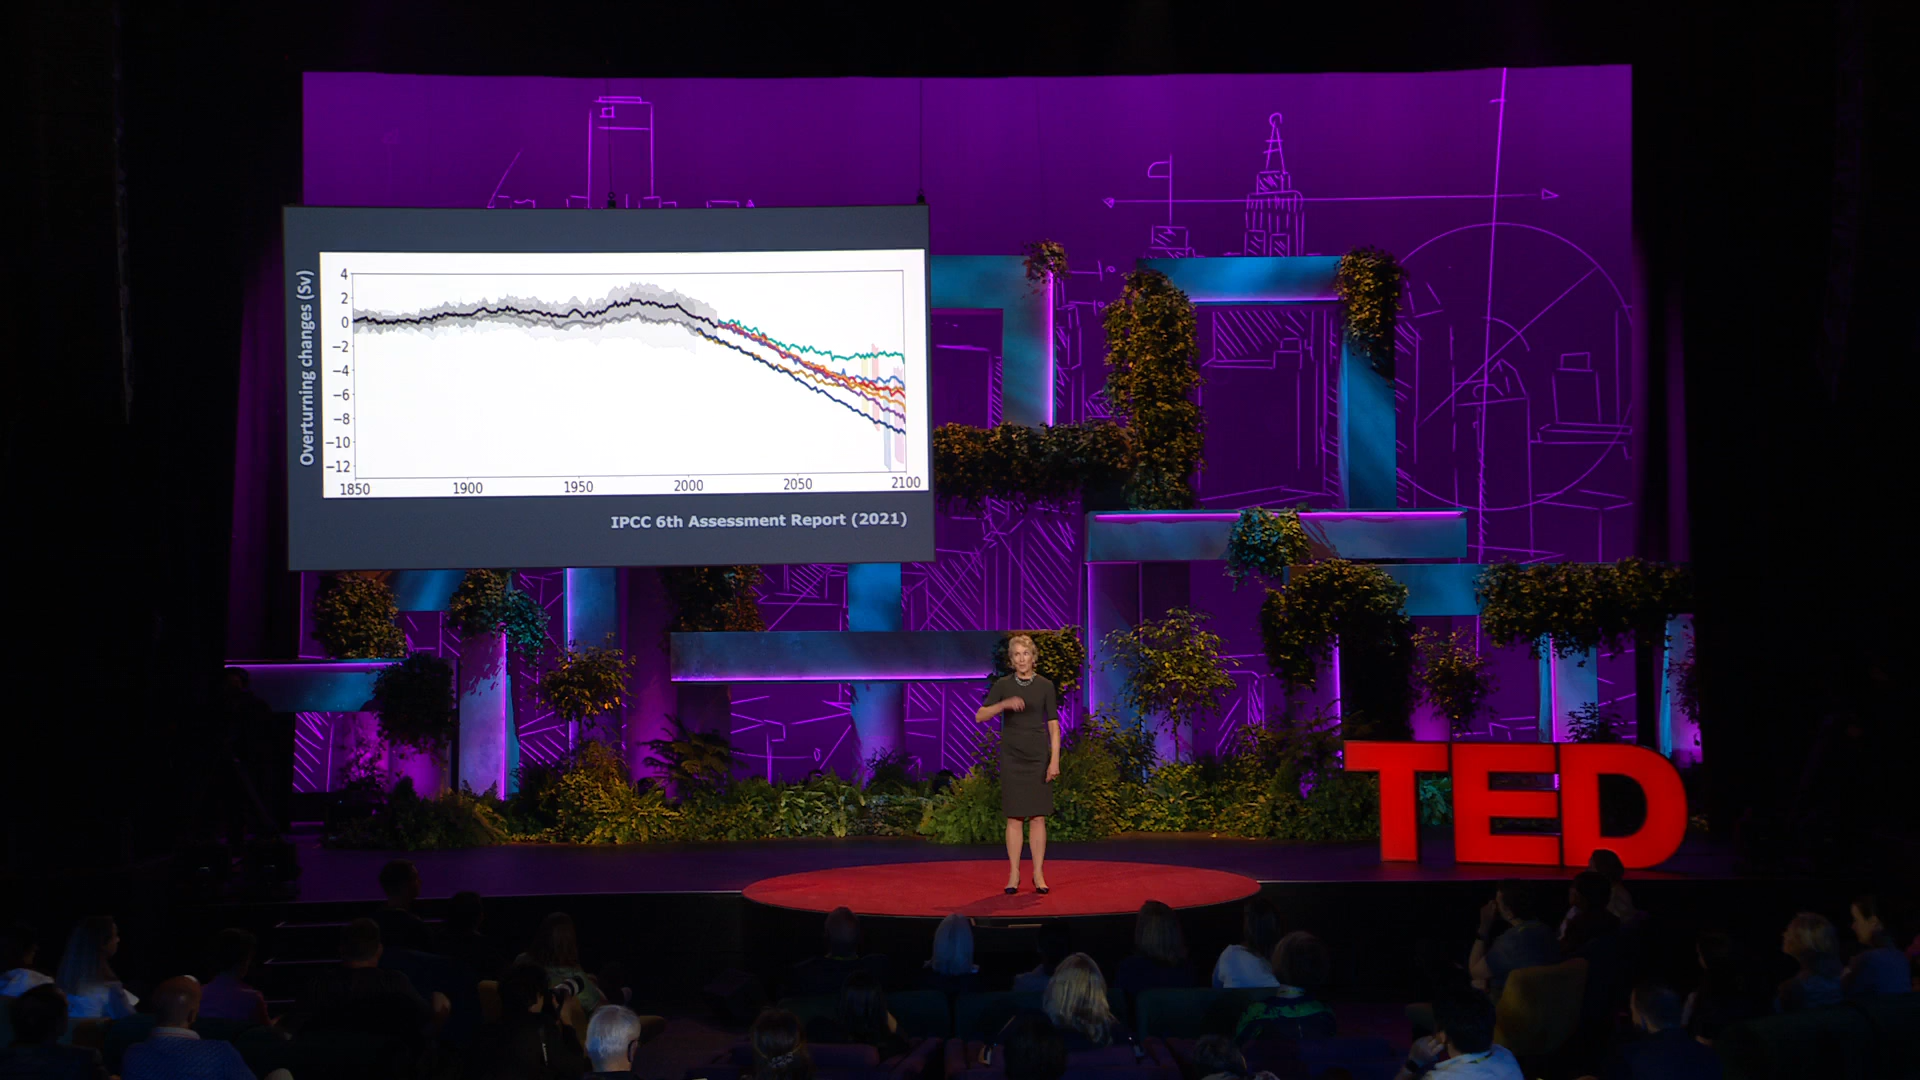 Overturning changes (Sv)
4
2
0
−2
−4
−6
−8
−10
−12
1850 1900 1950 2000 2050 2100
IPCC 6th Assessment Report (2021)
TED